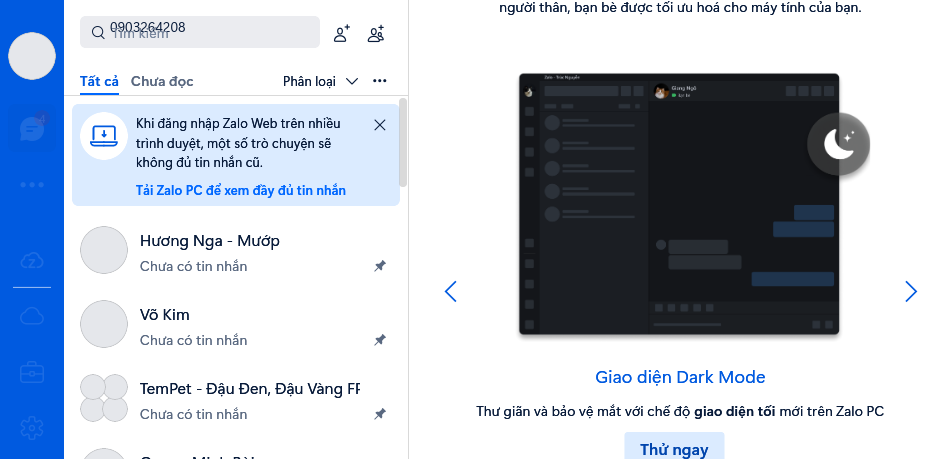 0903264208
Tìm kiếm
Tất cả
Chưa đọc
Phân loại
Khi đăng nhập Zalo Web trên nhiều
trình duyệt, một số trò chuyện sẽ
không đủ tin nhắn cũ.
Tải Zalo PC để xem đầy đủ tin nhắn
Hương Nga - Mướp
Chưa có tin nhắn
Võ Kim
Chưa có tin nhắn
TemPet - Đậu Đen, Đậu Vàng
Chưa có tin nhắn
người thân, bạn bè được tối ưu hoá cho máy tính của bạn.
Giao diện Dark Mode
Thư giãn và bảo vệ mắt với chế độ giao diện tối mới trên Zalo PC
Thử ngay